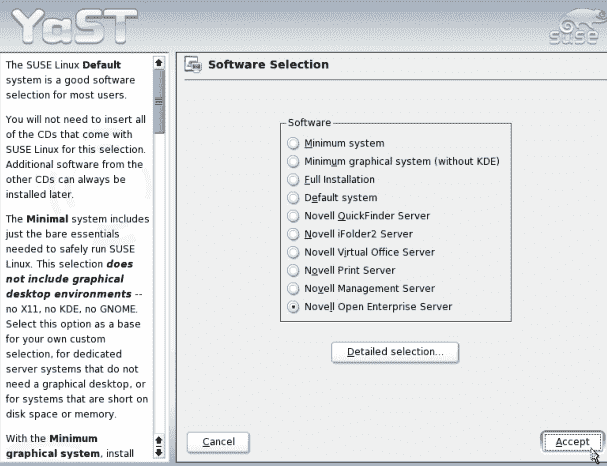 YaST
SUSE
Software Selection
The SUSE Linux Default
system is a good software
selection for most users.
You will not need to insert all
of the CDs that come with
SUSE Linux for this selection.
Additional software from the
other CDs can always be
installed later.
The Minimal system includes
just the bare essentials
needed to safely run SUSE
Linux. This selection does
not include graphical
desktop environments --
no X11, no KDE, no GNOME.
Select this option as a base
for your own custom
selection, for dedicated
server systems that do not
need a graphical desktop, or
for systems that are short on
disk space or memory.
With the Minimum
graphical system, install
Software
Minimum system
Minimum graphical system (without KDE)
Full Installation
Default system
Novell QuickFinder Server
Novell iFolder2 Server
Novell Virtual Office Server
Novell Print Server
Novell Management Server
Novell Open Enterprise Server
Detailed selection...
Cancel
Accept